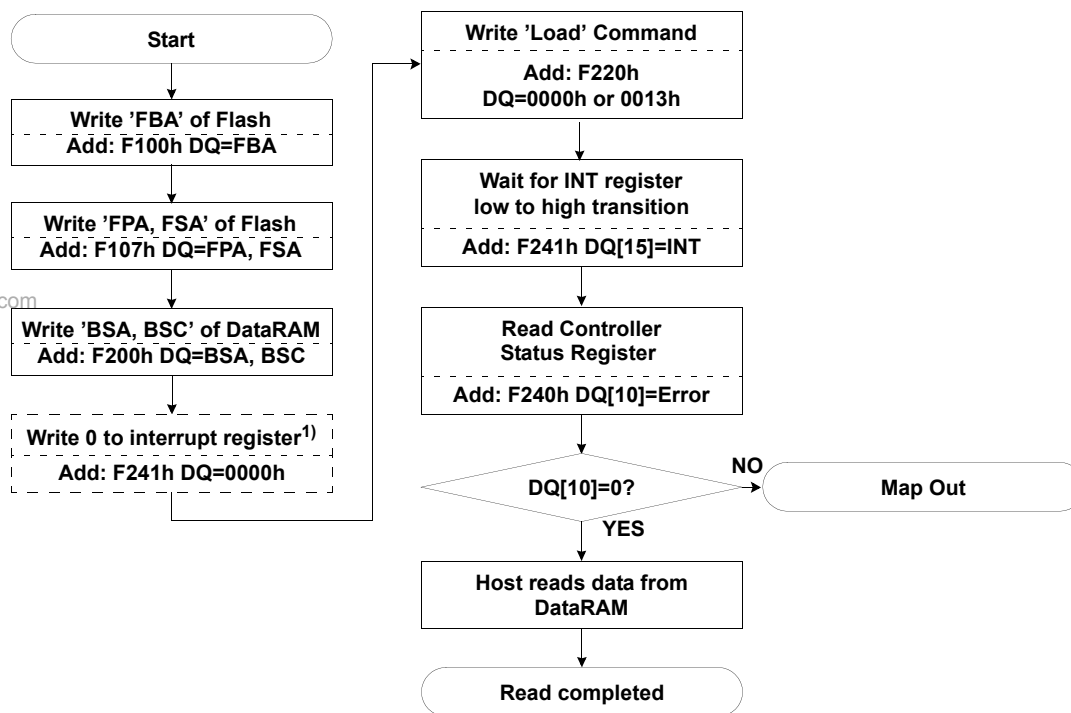 Start
Write ’FBA’ of Flash
Add: F100h DQ=FBA
Write ’FPA, FSA’ of Flash
Add: F107h DQ=FPA, FSA
com
Write ’BSA, BSC’ of DataRAM
Add: F200h DQ=BSA, BSC
Write 0 to interrupt register1)
Add: F241h DQ=0000h
Write ’Load’ Command
Add: F220h
DQ=0000h or 0013h
Wait for INT register
low to high transition
Add: F241h DQ[15]=INT
Read Controller
Status Register
Add: F240h DQ[10]=Error
DQ[10]=0?
NO
Map Out
YES
Host reads data from
DataRAM
Read completed